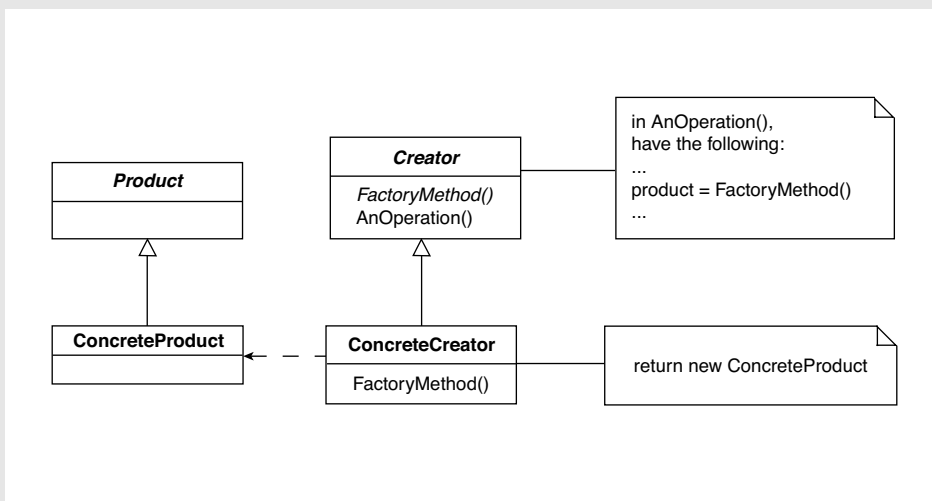 Product
Creator
FactoryMethod()
AnOperation()
in AnOperation(),
have the following:
...
product = FactoryMethod()
...
ConcreteProduct
ConcreteCreator
FactoryMethod()
return new ConcreteProduct